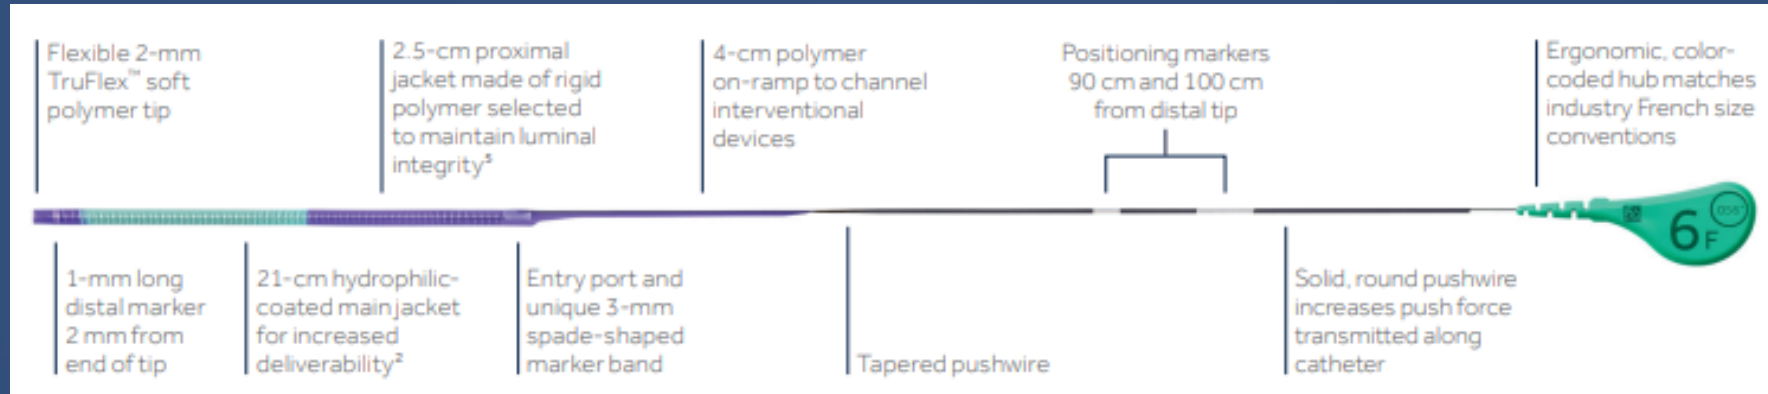 Flexible 2-mm
TruFlex™ soft
polymer tip
2.5-cm proximal
jacket made of rigid
polymer selected
to maintain luminal
integrity⁵
4-cm polymer
on-ramp to channel
interventional
devices
Positioning markers
90 cm and 100 cm
from distal tip
Ergonomic, color-
coded hub matches
industry French size
conventions
6F
1-mm long
distal marker
2 mm from
end of tip
21-cm hydrophilic-
coated main jacket
for increased
deliverability²
Entry port and
unique 3-mm
spade-shaped
marker band
Tapered pushwire
Solid, round pushwire
increases push force
transmitted along
catheter